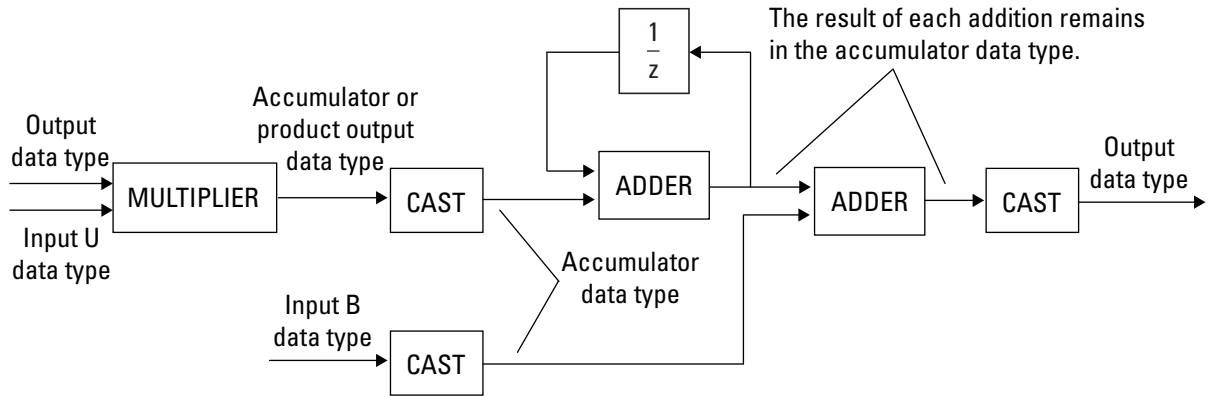 The result of each addition remains
in the accumulator data type.
1
z
Accumulator or
product output
data type
Output
data type
MULTIPLIER
CAST
ADDER
ADDER
CAST
Output
data type
Input U
data type
Accumulator
data type
Input B
data type
CAST